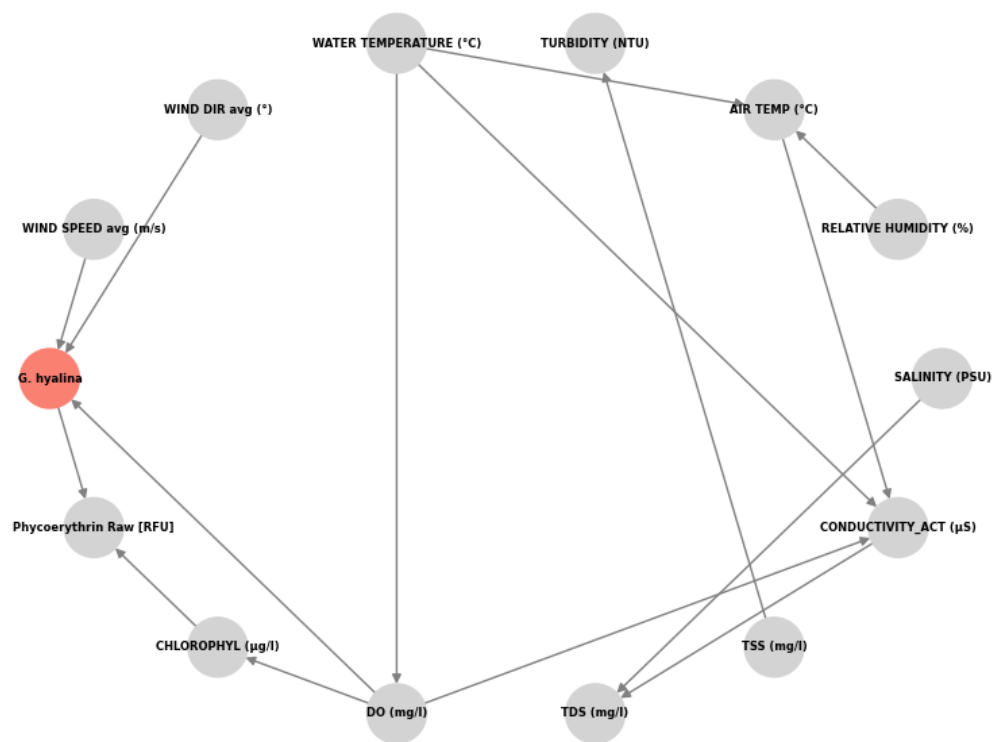 WATER TEMPERATURE (°C)
TURBIDITY (NTU)
WIND DIR avg (°)
AIR TEMP (°C)
WIND SPEED avg (m/s)
RELATIVE HUMIDITY (%)
G. hyalina
SALINITY (PSU)
Phycoerythrin Raw [RFU]
CONDUCTIVITY_ACT (µS)
CHLOROPHYL (µg/l)
TSS (mg/l)
DO (mg/l)
TDS (mg/l)